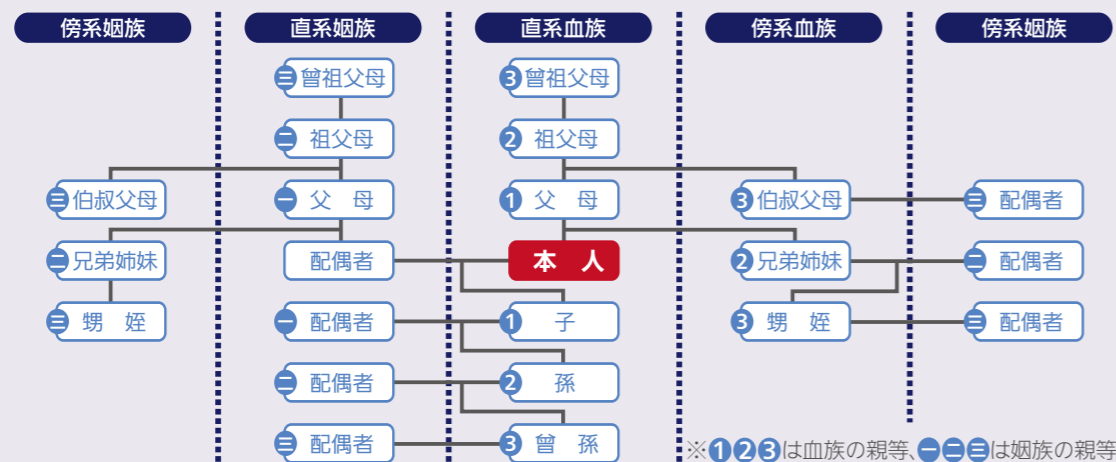 傍系姻族 直系姻族 直系血族 傍系血族 傍系姻族
三 曾祖父母 3 曾祖父母
二 祖父母 2 祖父母
三 伯叔父母 一 父 母 1 父 母 3 伯叔父母 三 配偶者
二 兄弟姉妹 配偶者 本 人 2 兄弟姉妹 二 配偶者
三 甥 姪 一 配偶者 1 子 3 甥 姪 三 配偶者
二 配偶者 2 孫
三 配偶者 3 曾 孫
※123は血族の親等、一二三は姻族の親等